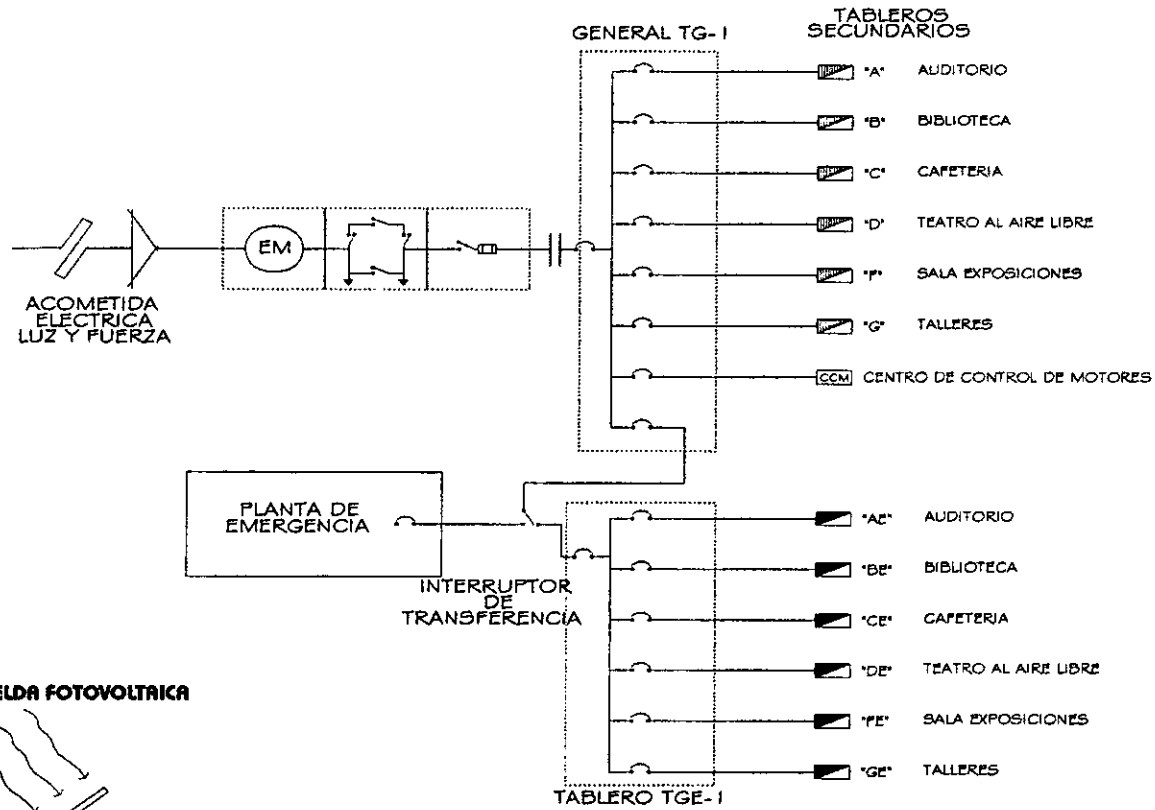 GENERAL TG-1
TABLEROS
SECUNDARIOS
"A" AUDITORIO
"B" BIBLIOTECA
"C" CAFETERIA
"D" TEATRO AL AIRE LIBRE
"F" SALA EXPOSICIONES
"G" TALLERES
CCM CENTRO DE CONTROL DE MOTORES
EM
ACOMETIDA
ELECTRICA
LUZ Y FUERZA
PLANTA DE
EMERGENCIA
INTERRUPTOR
DE
TRANSFERENCIA
"AE" AUDITORIO
"BE" BIBLIOTECA
"CE" CAFETERIA
"DE" TEATRO AL AIRE LIBRE
"FE" SALA EXPOSICIONES
"GE" TALLERES
TABLERO TGE-1
ELDA FOTOVOLTAICA